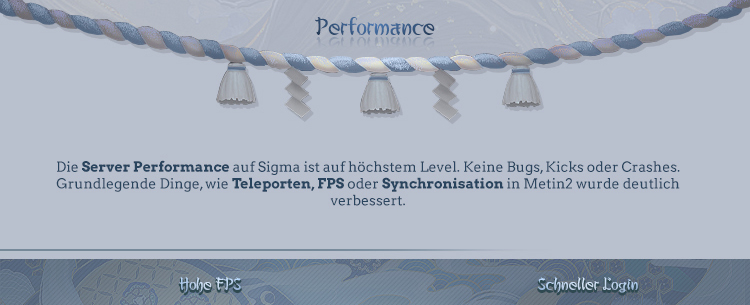 Performance
Die Server Performance auf Sigma ist auf höchstem Level. Keine Bugs, Kicks oder Crashes.
Grundlegende Dinge, wie Teleporten, FPS oder Synchronisation in Metin2 wurde deutlich
verbessert.
Hohe FPS
Schneller Login